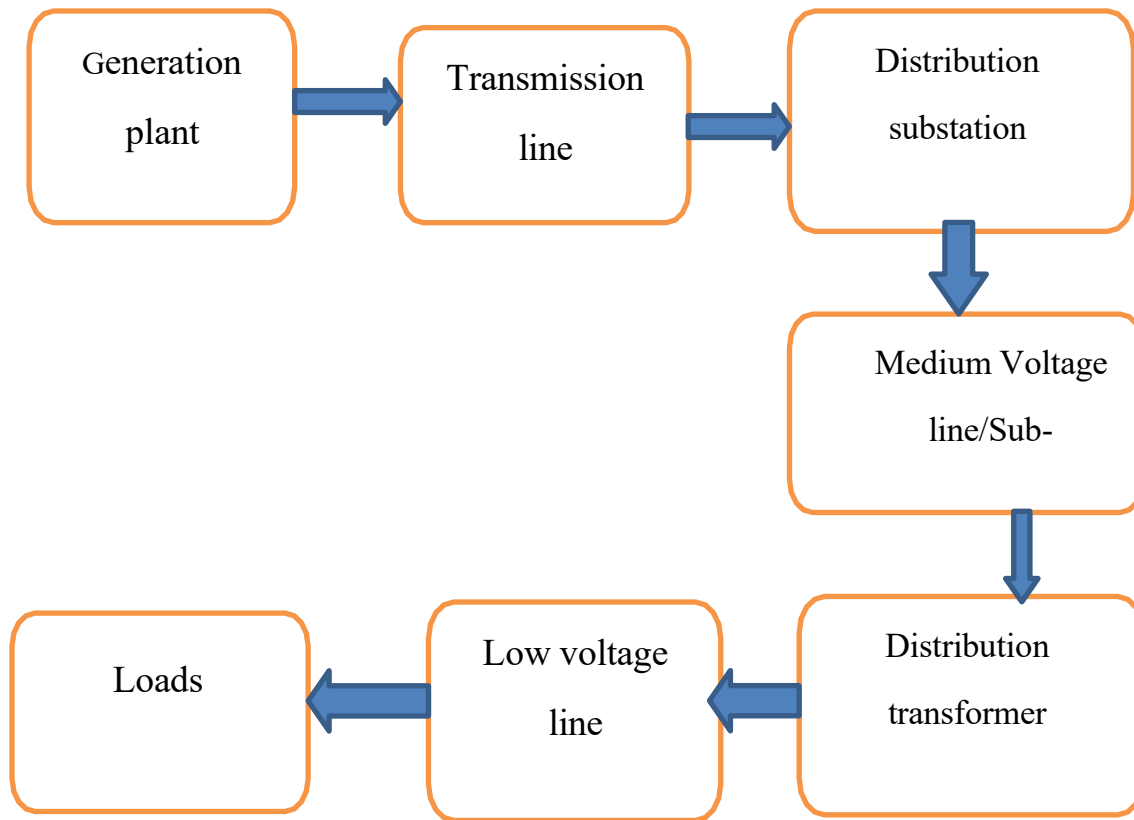 Generation
plant
Transmission
line
Distribution
substation
Medium Voltage
line/Sub-
Distribution
transformer
Low voltage
line
Loads